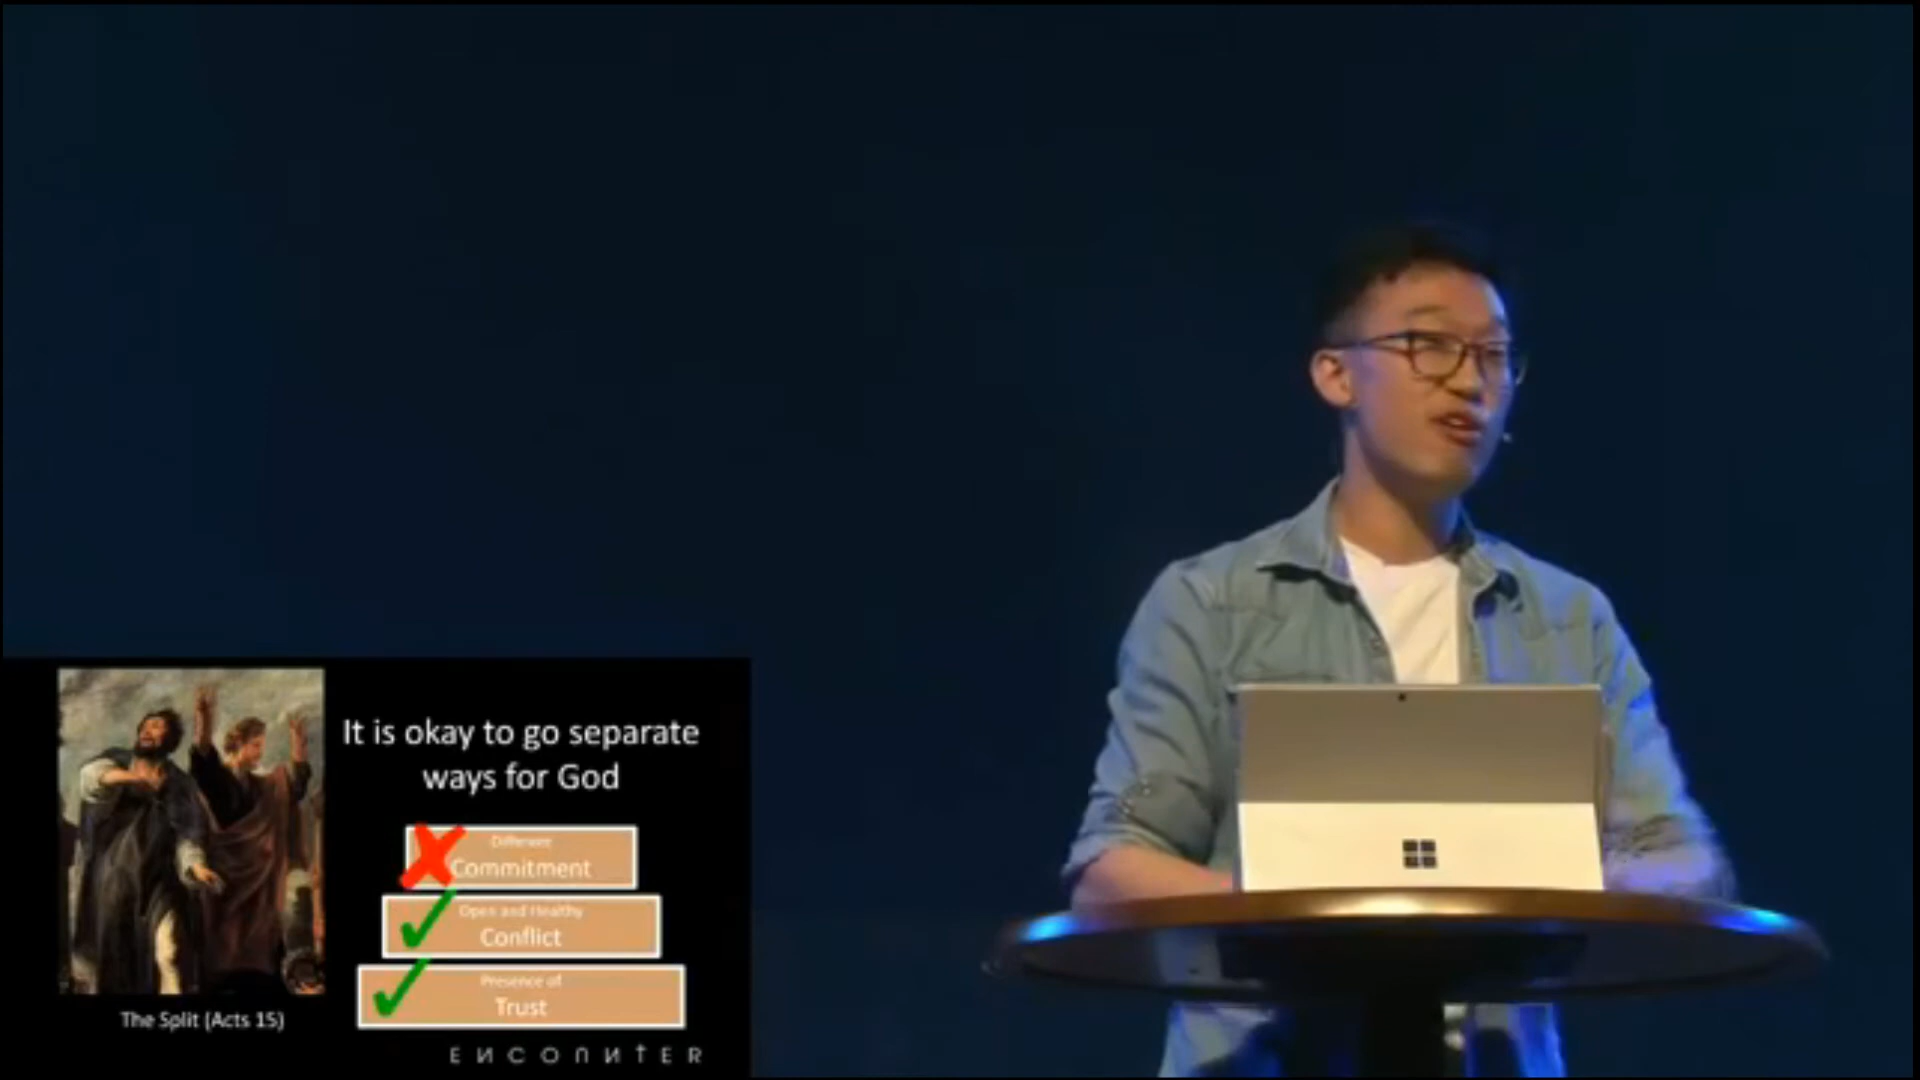 It is okay to go separate
ways for God
Different
Commitment
Open and Healthy
Conflict
Presence of
Trust
The Split (Acts 15)
ENCOUNTER